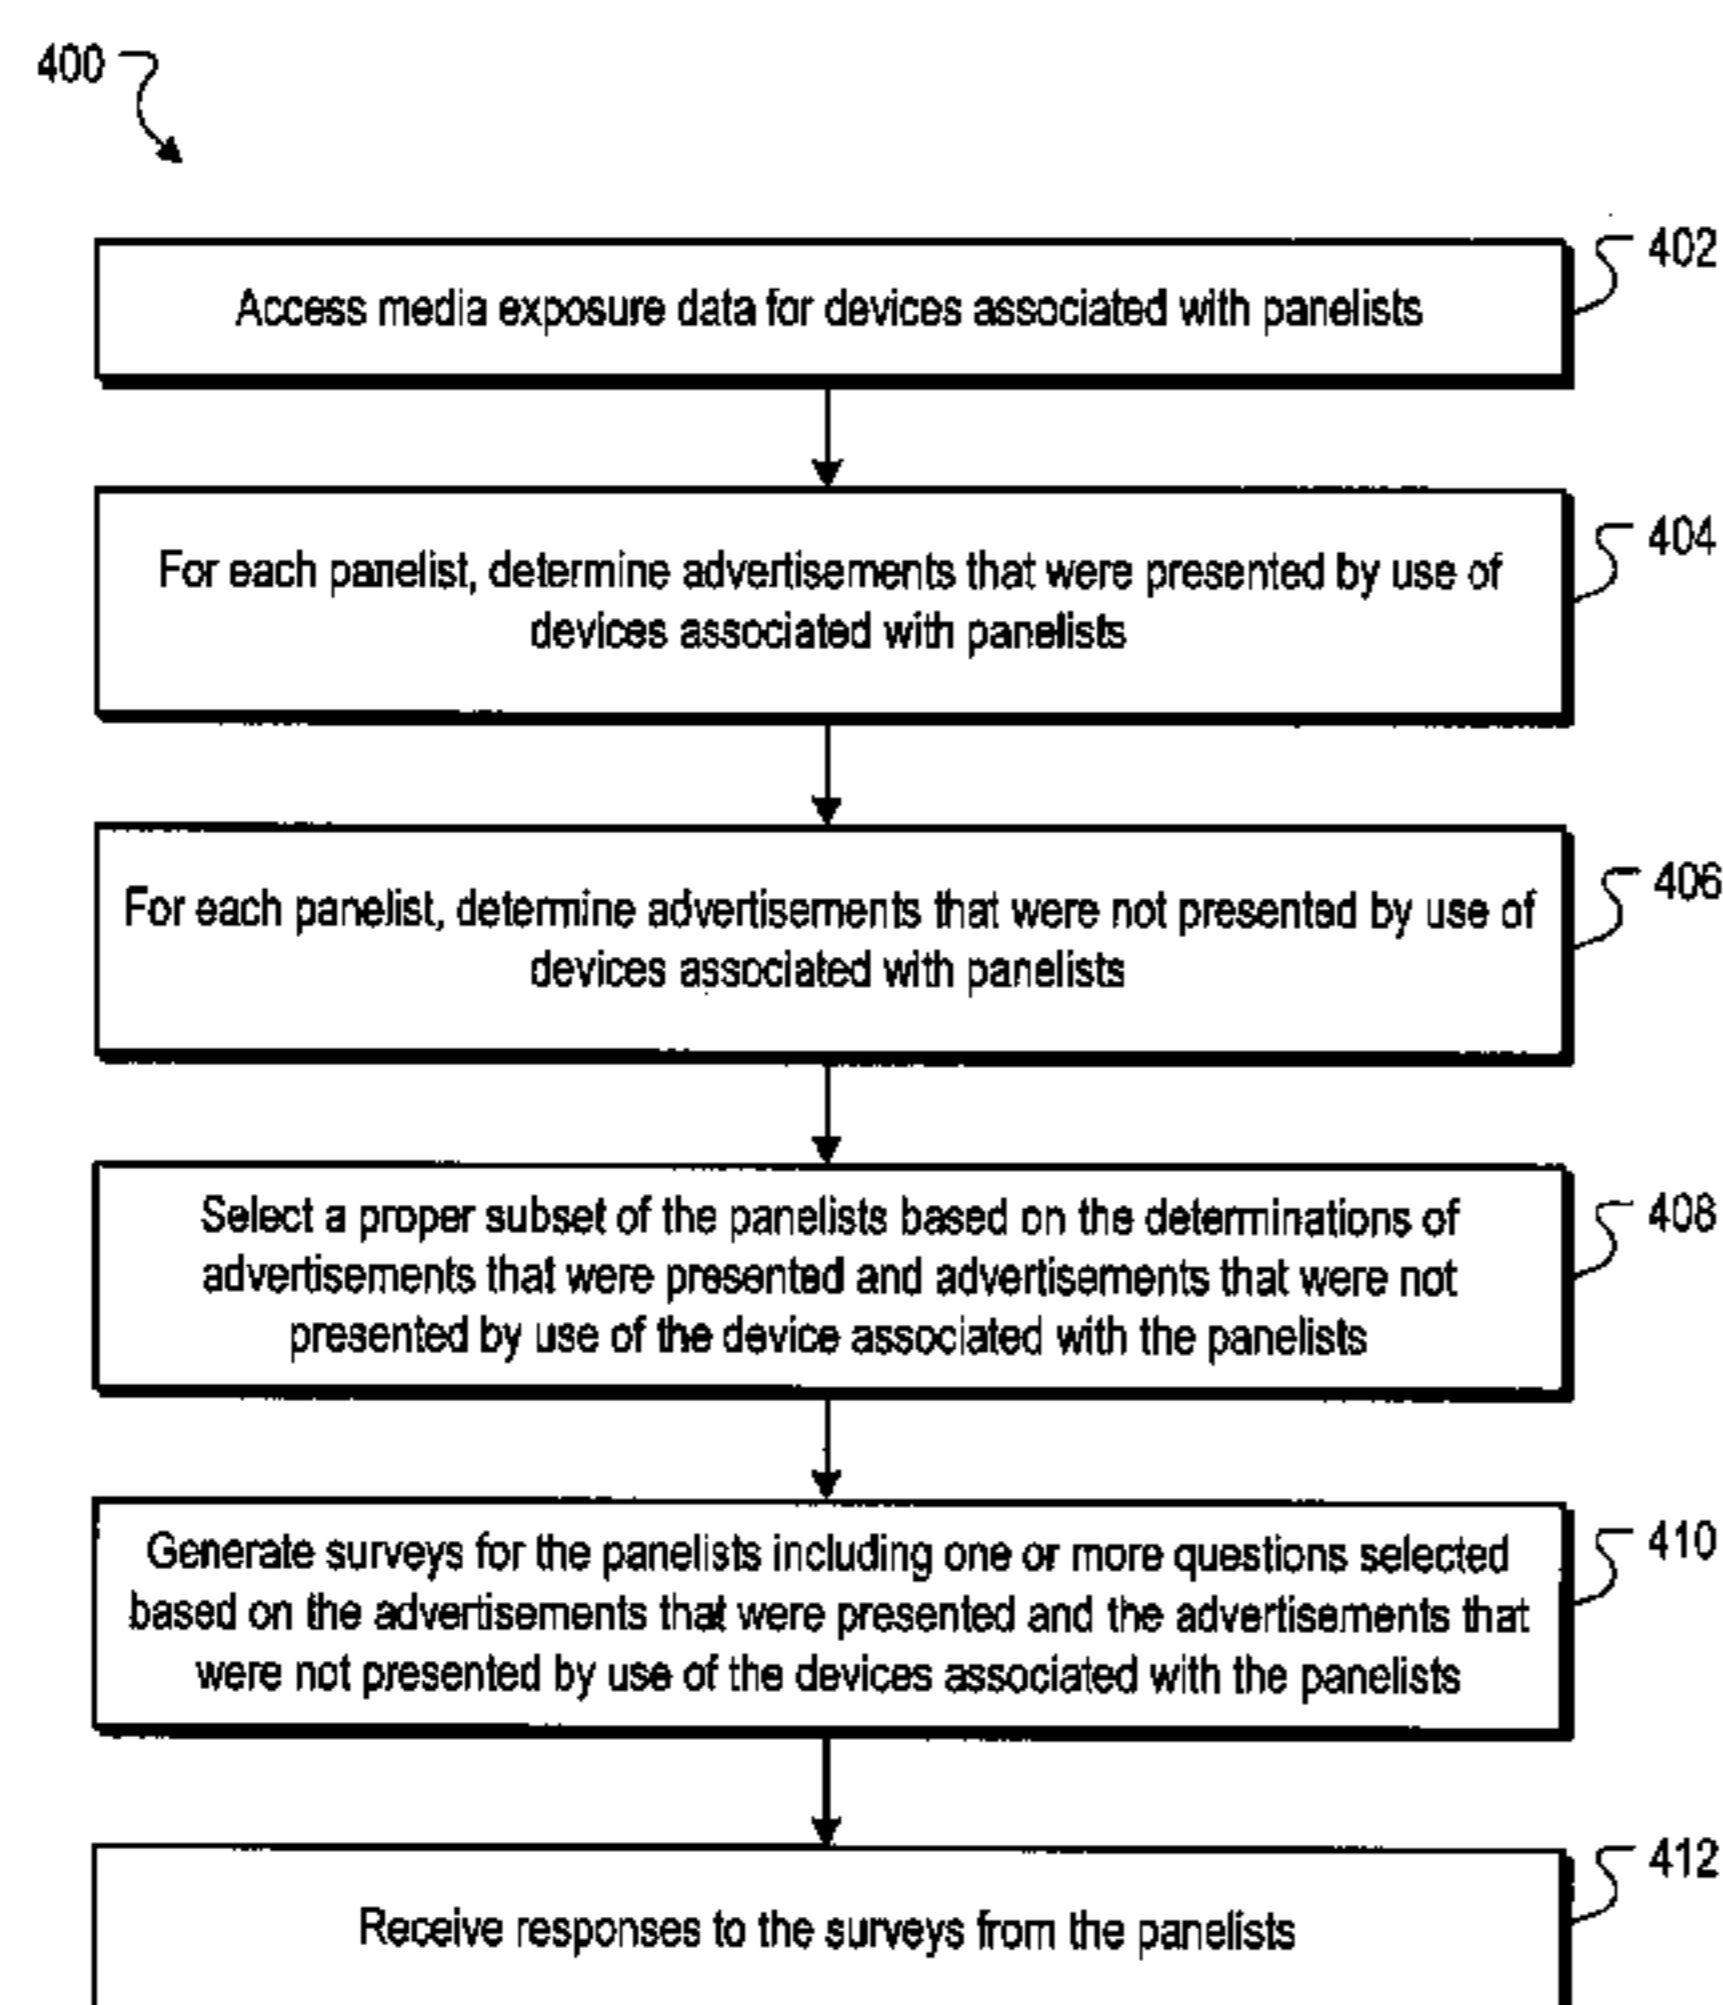 400
402
Access media exposure data for devices associated with panelists
404
For each panelist, determine advertisements that were presented by use of
devices associated with panelists
406
For each panelist, determine advertisements that were not presented by use of
devices associated with panelists
408
Select a proper subset of the panelists based on the determinations of
advertisements that were presented and advertisements that were not
presented by use of the device associated with the panelists
410
Generate surveys for the panelists including one or more questions selected
based on the advertisements that were presented and the advertisements that
were not presented by use of the devices associated with the panelists
412
Receive responses to the surveys from the panelists